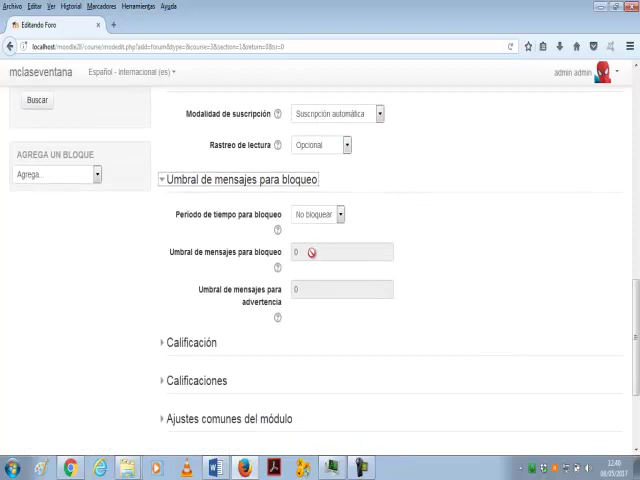 Archivo Editar Ver Historial Marcadores Herramientas Ayuda
Editando Foro
localhost/moodle28/course/modedit.php?add=forum&type=&course=3&section=1&return=0&sr=0
mclaseventana
Español - Internacional (es)
admin admin
Buscar
AGREGA UN BLOQUE
Agrega...
Modalidad de suscripción
Suscripción automática
Rastreo de lectura
Opcional
Umbral de mensajes para bloqueo
Periodo de tiempo para bloqueo
No bloquear
Umbral de mensajes para bloqueo
0
Umbral de mensajes para
advertencia
0
Calificación
Calificaciones
Ajustes comunes del módulo
12:40
08/05/2017